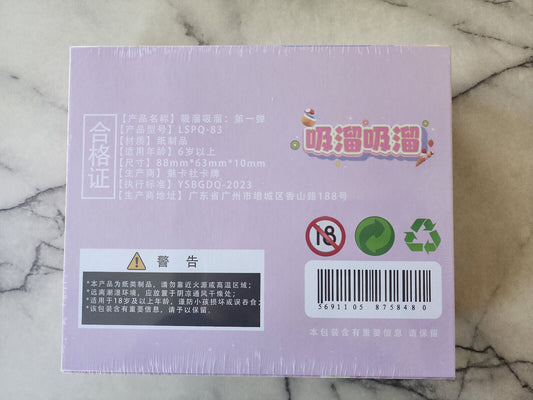 合格证
【产品名称】吸溜吸溜：第一弹
【产品型号】LSPQ-83
【材质】纸制品
【适用年龄】6岁以上
【尺寸】88mm*63mm*10mm
【生产商】魅卡社卡牌
【执行标准】YSBGDQ-2023
【生产商地址】广东省广州市增城区香山路188号
吸溜吸溜
18
警告
*本产品为纸类制品，请勿靠近火源或高温区域；
*远离潮湿环境，应放置于阴凉通风干燥处；
*适用于18岁及以上年龄，谨防小孩损坏或误吞食；
*该包装含有重要信息，请予以保留.
5691105 8758480
本包装含有重要信息 请保留